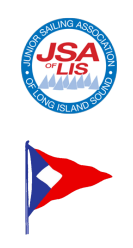 JUNIOR SAILING ASSOCIATION
JSA
OF
LIS
OF LONG ISLAND SOUND